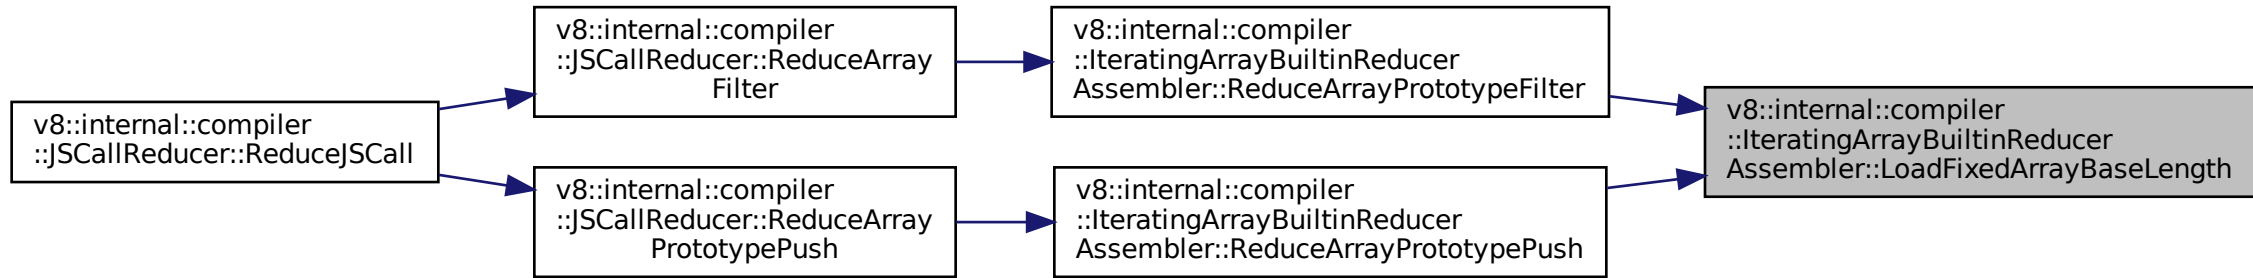 v8::internal::compiler
::JSCallReducer::ReduceJSCall
v8::internal::compiler
::JSCallReducer::ReduceArray
Filter
v8::internal::compiler
::IteratingArrayBuiltinReducer
Assembler::ReduceArrayPrototypeFilter
v8::internal::compiler
::JSCallReducer::ReduceArray
PrototypePush
v8::internal::compiler
::IteratingArrayBuiltinReducer
Assembler::ReduceArrayPrototypePush
v8::internal::compiler
::IteratingArrayBuiltinReducer
Assembler::LoadFixedArrayBaseLength